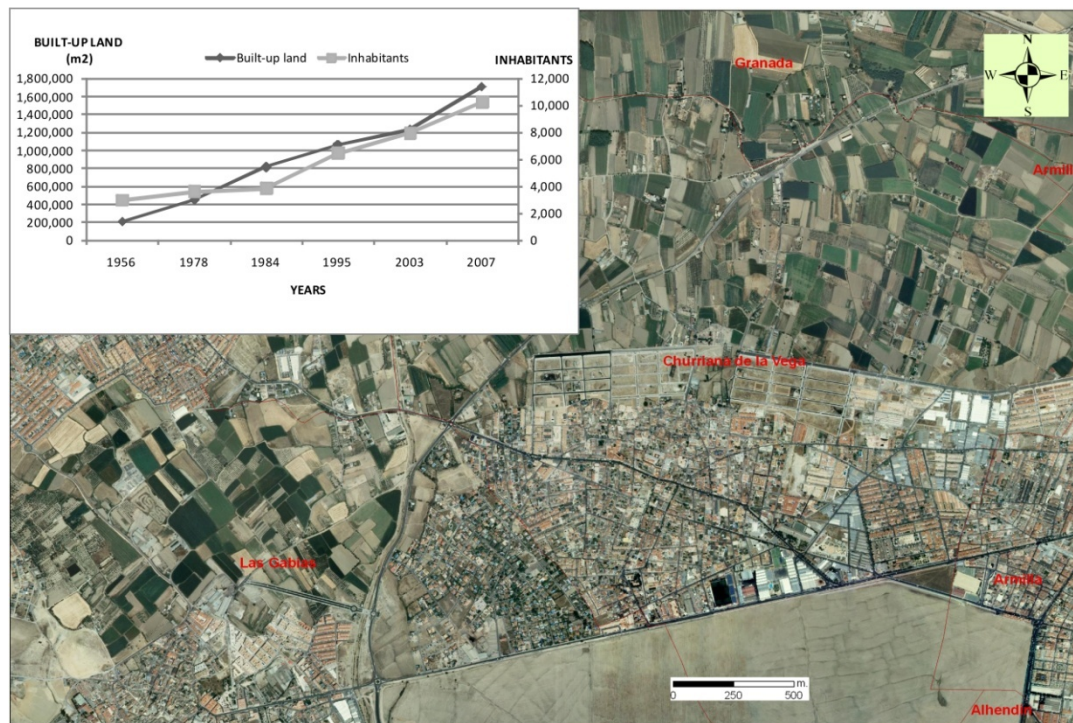 BUILT-UP LAND
(m2)
Built-up land
Inhabitants
INHABITANTS
1,800,000
1,600,000
1,400,000
1,200,000
1,000,000
800,000
600,000
400,000
200,000
0
12,000
10,000
8,000
6,000
4,000
2,000
0
1956 1978 1984 1995 2003 2007
YEARS
N
W E
S
Granada
Armill
Churriana de la Vega
Las Gabias
Armilla
m.
0 250 500
Alhendin